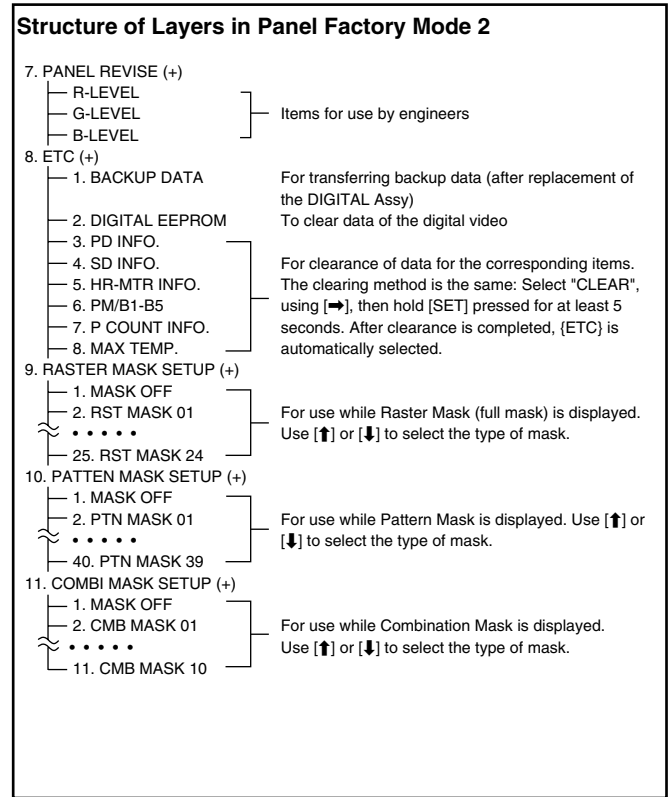 Structure of Layers in Panel Factory Mode 2
7. PANEL REVISE (+)
R-LEVEL
G-LEVEL
B-LEVEL
Items for use by engineers
8. ETC (+)
1. BACKUP DATA
For transferring backup data (after replacement of
the DIGITAL Assy)
2. DIGITAL EEPROM
To clear data of the digital video
3. PD INFO.
4. SD INFO.
5. HR-MTR INFO.
6. PM/B1-B5
7. P COUNT INFO.
8. MAX TEMP.
For clearance of data for the corresponding items.
The clearing method is the same: Select "CLEAR",
using [➡], then hold [SET] pressed for at least 5
seconds. After clearance is completed, {ETC} is
automatically selected.
9. RASTER MASK SETUP (+)
1. MASK OFF
2. RST MASK 01
• • • • •
25. RST MASK 24
For use while Raster Mask (full mask) is displayed.
Use [⬆] or [⬇] to select the type of mask.
10. PATTEN MASK SETUP (+)
1. MASK OFF
2. PTN MASK 01
• • • • •
40. PTN MASK 39
For use while Pattern Mask is displayed. Use [⬆] or
[⬇] to select the type of mask.
11. COMBI MASK SETUP (+)
1. MASK OFF
2. CMB MASK 01
• • • • •
11. CMB MASK 10
For use while Combination Mask is displayed.
Use [⬆] or [⬇] to select the type of mask.